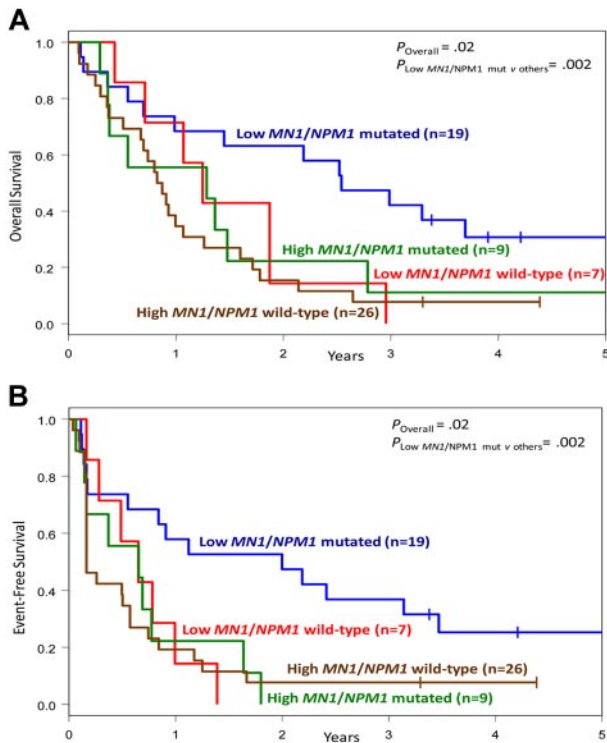 A
P Overall = .02
P Low MN1/NPM1 mut v others = .002
Overall Survival
1.0
0.8
0.6
0.4
0.2
0.0
Low MN1/NPM1 mutated (n=19)
High MN1/NPM1 mutated (n=9)
Low MN1/NPM1 wild-type (n=7)
High MN1/NPM1 wild-type (n=26)
0 1 2 3 4 5
Years
B
P Overall = .02
P Low MN1/NPM1 mut v others = .002
Event-Free Survival
1.0
0.8
0.6
0.4
0.2
0.0
Low MN1/NPM1 mutated (n=19)
Low MN1/NPM1 wild-type (n=7)
High MN1/NPM1 wild-type (n=26)
High MN1/NPM1 mutated (n=9)
0 1 2 3 4 5
Years